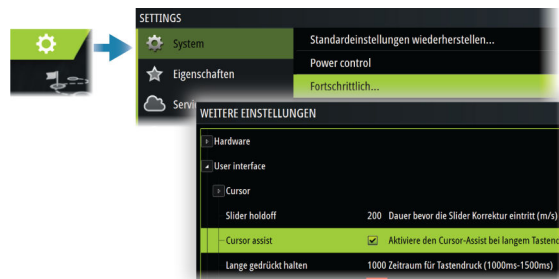 SETTINGS
System
Standardeinstellungen wiederherstellen...
Power control
Eigenschaften
Fortschrittlich...
WEITERE EINSTELLUNGEN
Hardware
User interface
Cursor
Slider holdoff 200 Dauer bevor die Slider Korrektur eintritt (m/s)
Cursor assist Aktiviere den Cursor-Assist bei langem
Lange gedrückt halten 1000 Zeitraum für Tastendruck (1000ms-1500ms)